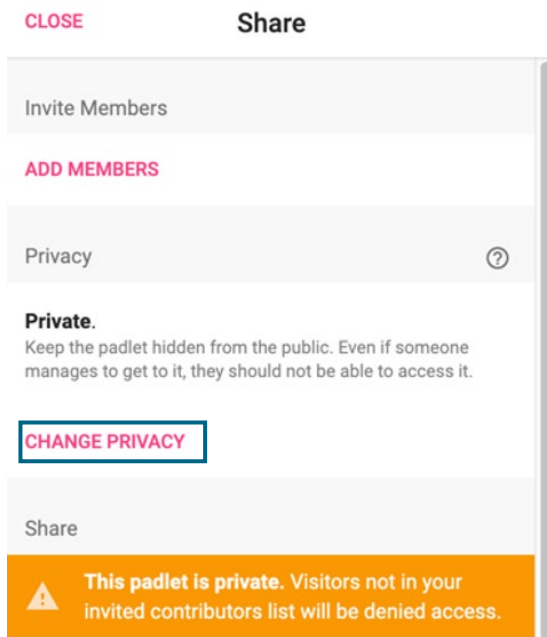 CLOSE Share
Invite Members
ADD MEMBERS
Privacy
Private.
Keep the padlet hidden from the public. Even if someone
manages to get to it, they should not be able to access it.
CHANGE PRIVACY
Share
This padlet is private. Visitors not in your
invited contributors list will be denied access.